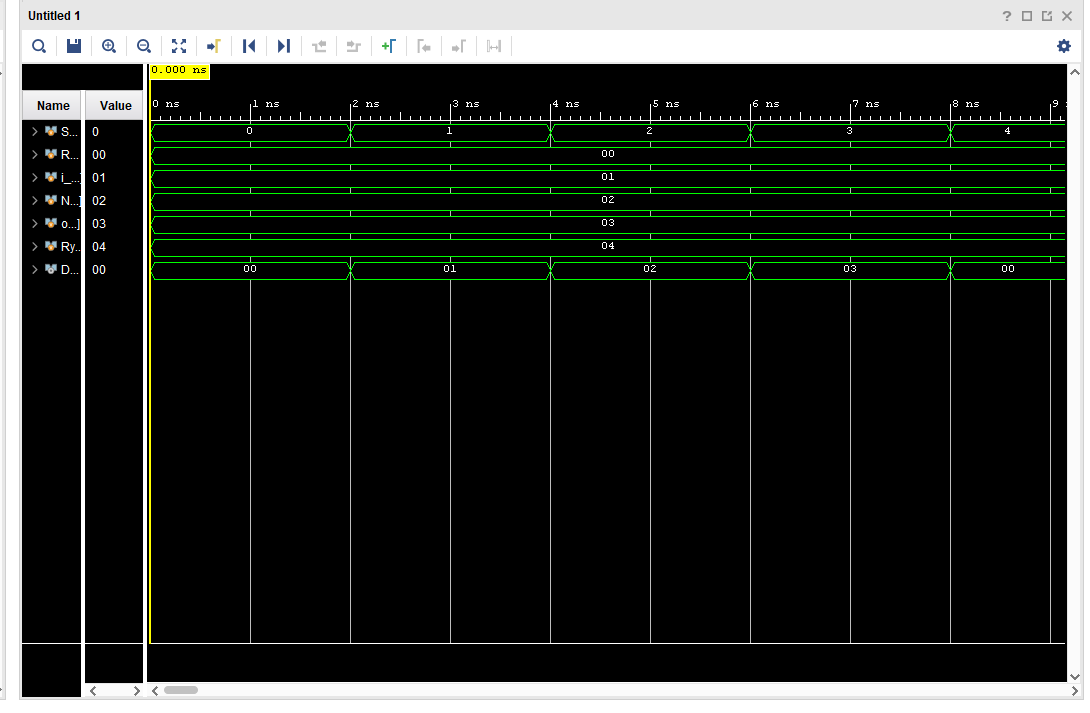 Untitled 1
0.000 ns
Name Value
0 ns 1 ns 2 ns 3 ns 4 ns 5 ns 6 ns 7 ns 8 ns 9
S... 0 0 1 2 3 4
R... 00 00
i_...] 01 01
N...] 02 02
o...] 03 03
Ry... 04 04
D... 00 00 01 02 03 00